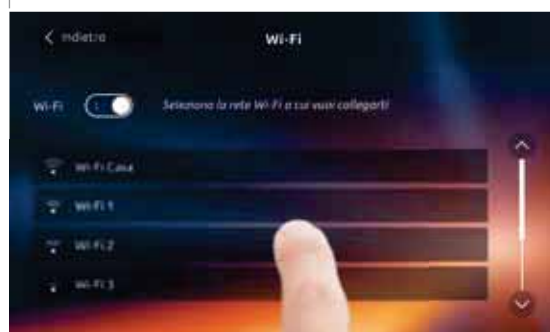 Indietro
Wi-Fi
Wi-Fi
Seleziona la rete Wi-Fi a cui vuoi collegarti
Wi-Fi Casa
Wi-Fi 1
Wi-Fi 2
Wi-Fi 3